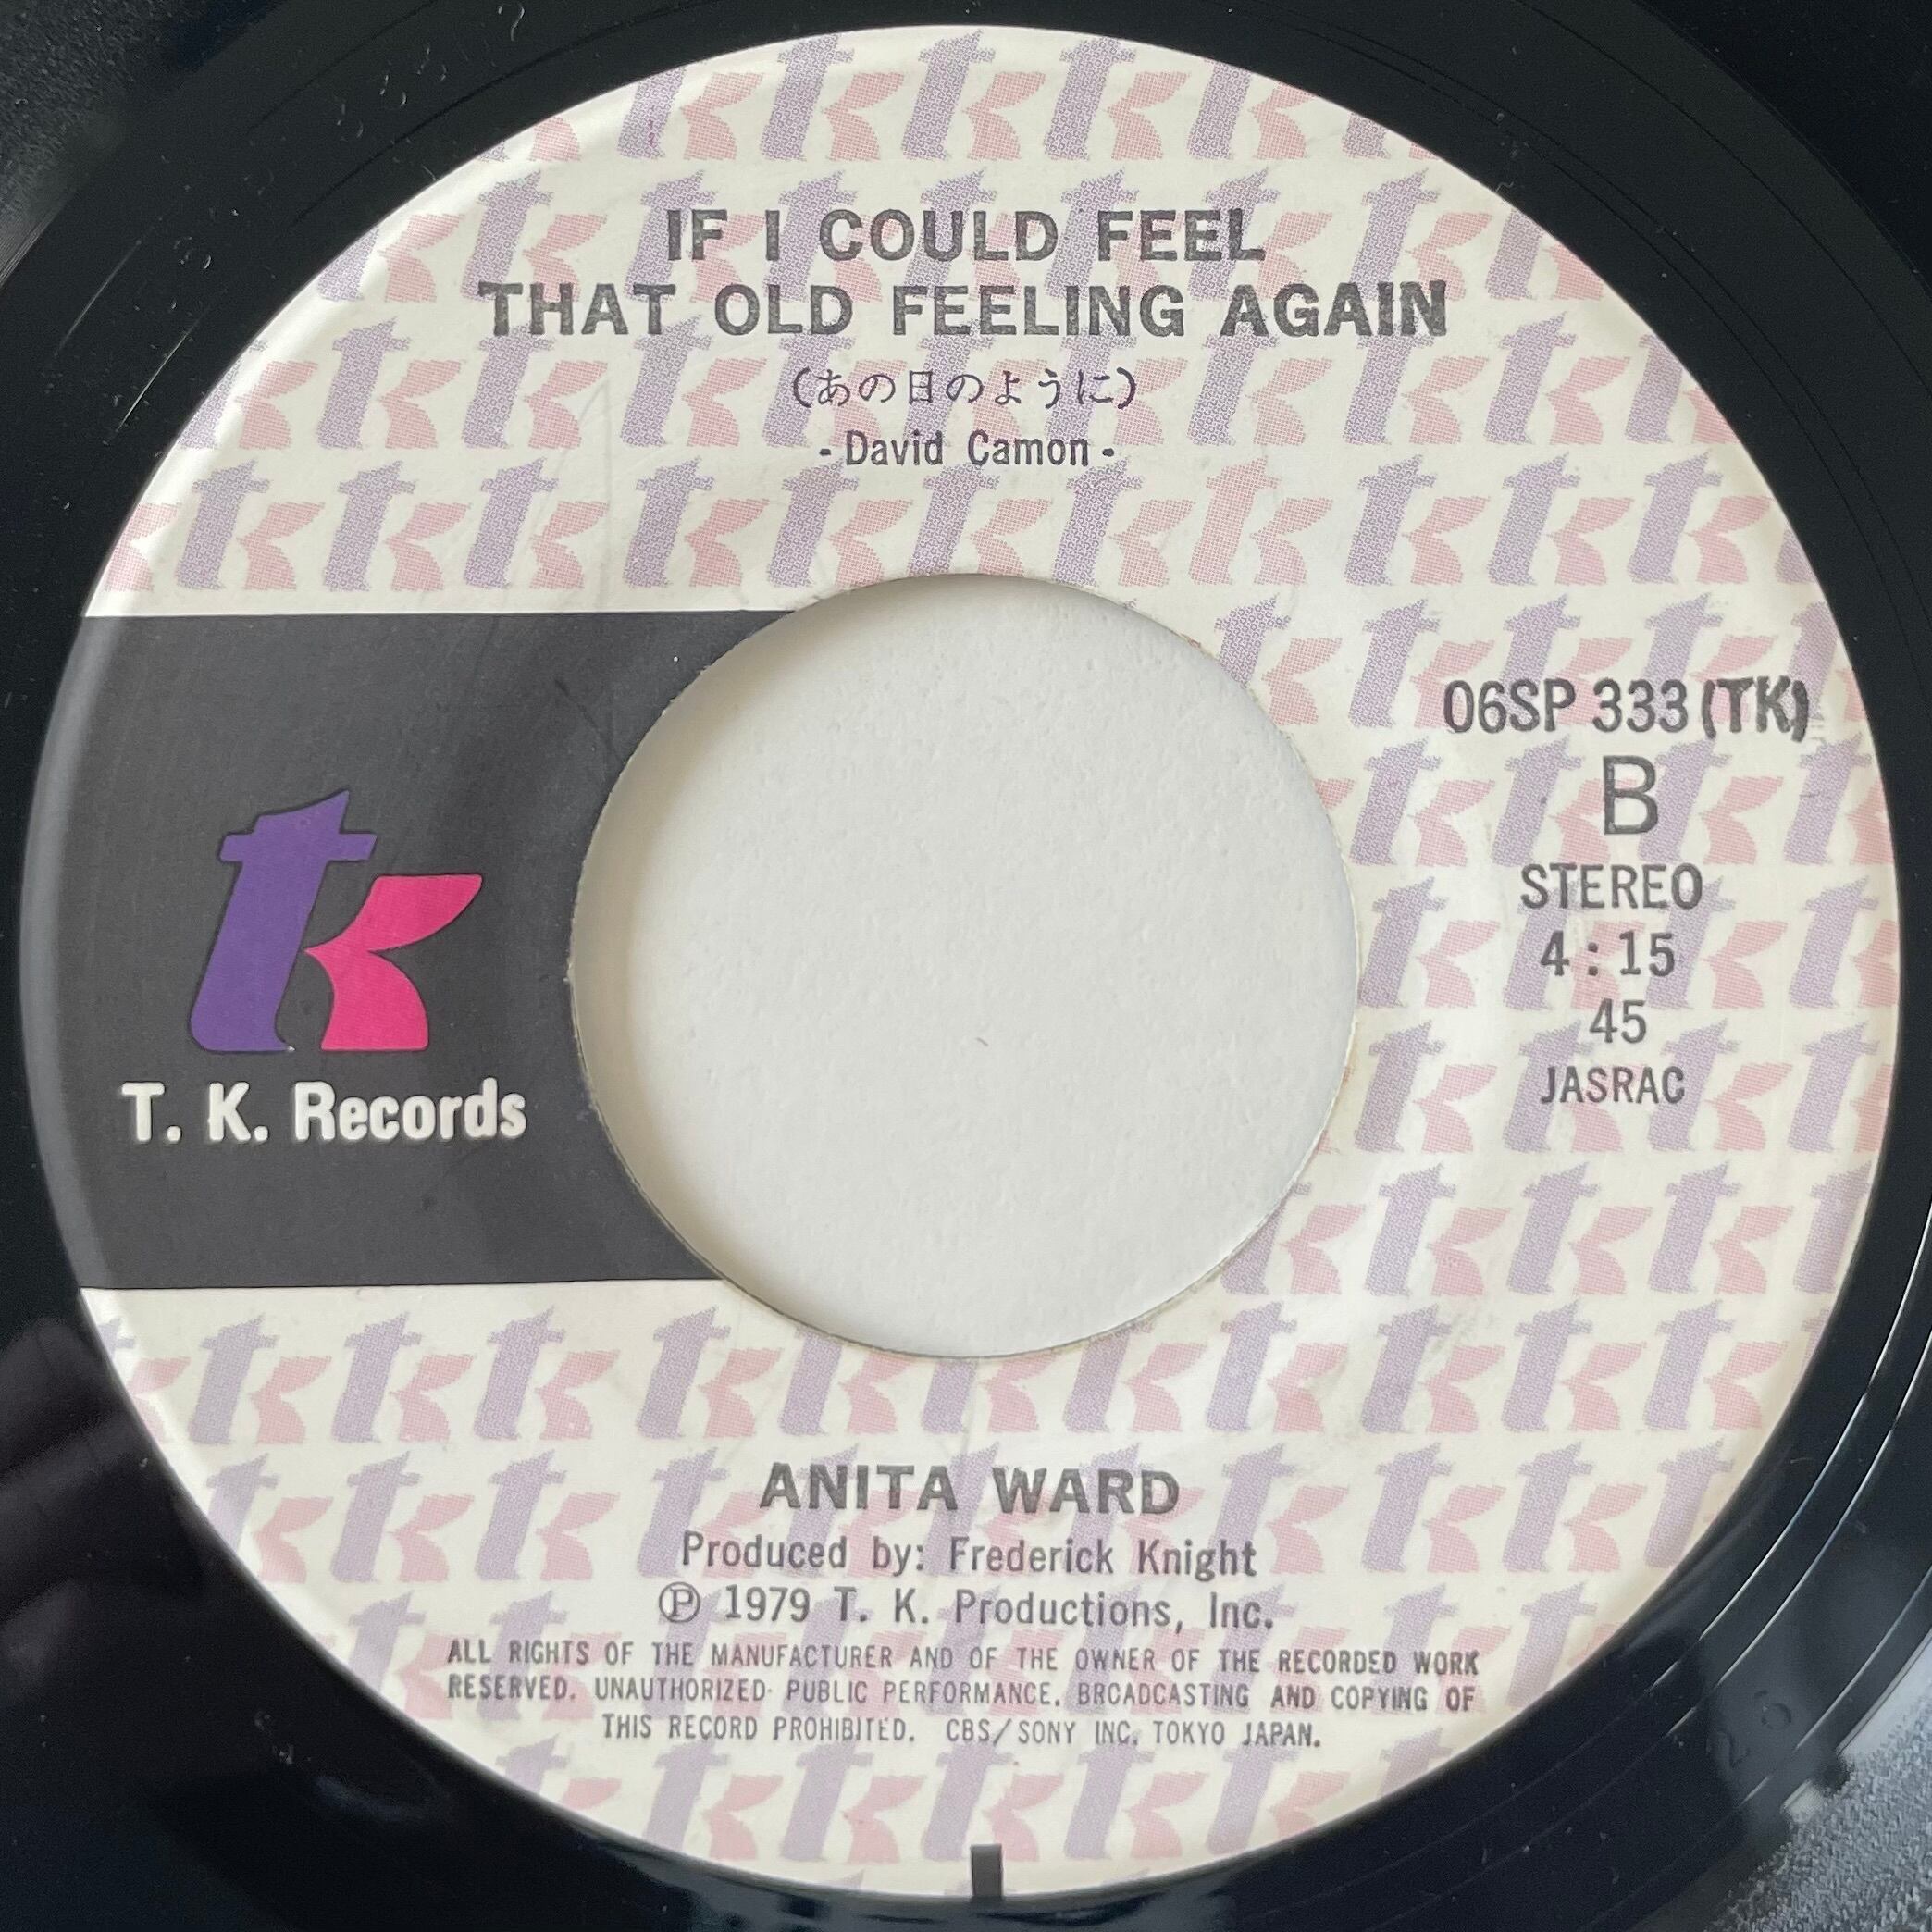 IF I COULD FEEL
THAT OLD FEELING AGAIN
(あの日のように)
- David Camon -
06SP 333 (TK)
B
STEREO
4:15
45
JASRAC
tk
T. K. Records
ANITA WARD
Produced by: Frederick Knight
Ⓟ 1979 T. K. Productions, Inc.
ALL RIGHTS OF THE MANUFACTURER AND OF THE OWNER OF THE RECORDED WORK
RESERVED. UNAUTHORIZED PUBLIC PERFORMANCE. BROADCASTING AND COPYING OF
THIS RECORD PROHIBITED. CBS/SONY INC. TOKYO JAPAN.